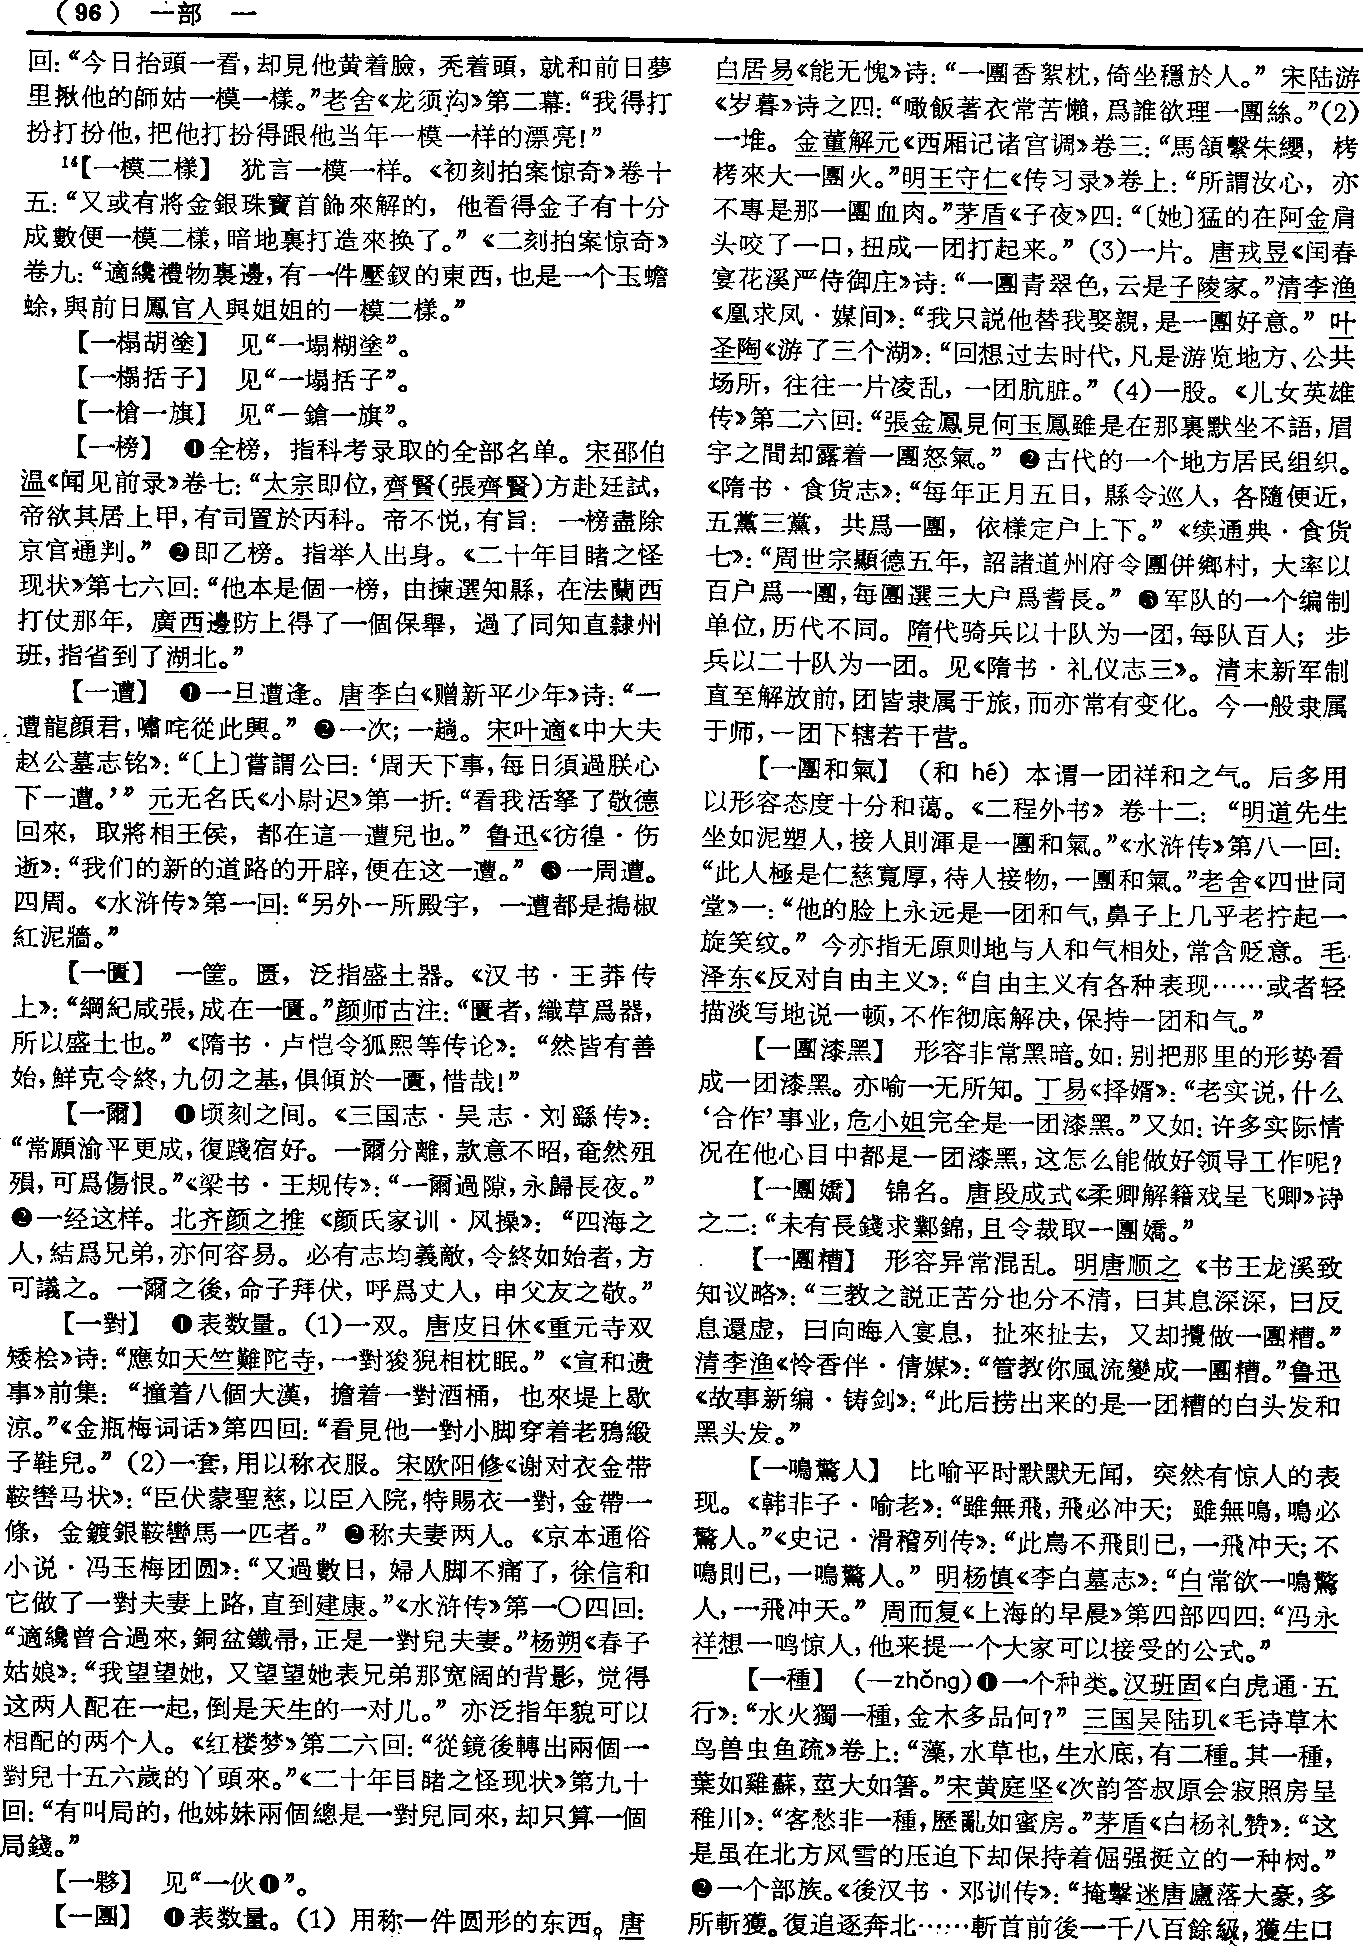 （96） 一部 一
回：“今日抬頭一看，却見他黄着臉，秃着頭，就和前日夢
里揪他的師姑一模一樣。”老舍《龙须沟》第二幕：“我得打
扮打扮他，把他打扮得跟他当年一模一样的漂亮！”
14【一模二樣】 犹言一模一样。《初刻拍案惊奇》卷十
五：“又或有將金銀珠寶首飾來解的，他看得金子有十分
成數便一模二樣，暗地裏打造來换了。”《二刻拍案惊奇》
卷九：“適纔禮物裏邊，有一件壓釵的東西，也是一个玉蟾
蜍，與前日鳳官人與姐姐的一模二樣。”
【一榻胡塗】 见“一塌糊塗”。
【一榻括子】 见“一塌括子”。
【一槍一旗】 见“一鎗一旗”。
【一榜】 ❶全榜，指科考录取的全部名单。宋邵伯
温《闻见前录》卷七：“太宗即位，齊賢（張齊賢）方赴廷試，
帝欲其居上甲，有司置於丙科。帝不悦，有旨：一榜盡除
京官通判。” ❷即乙榜。指举人出身。《二十年目睹之怪
现状》第七六回：“他本是個一榜，由揀選知縣，在法蘭西
打仗那年，廣西邊防上得了一個保舉，過了同知直隸州
班，指省到了湖北。”
【一遭】 ❶一旦遭逢。唐李白《赠新平少年》诗：“一
遭龍顔君，嘯咤從此興。” ❷一次；一趟。宋叶適《中大夫
赵公墓志铭》：“〔上〕嘗謂公曰：‘周天下事，每日須過朕心
下一遭。’” 元无名氏《小尉迟》第一折：“看我活拏了敬德
回來，取將相王侯，都在這一遭兒也。” 鲁迅《彷徨·伤
逝》：“我们的新的道路的开辟，便在这一遭。” ❸一周遭。
四周。《水浒传》第一回：“另外一所殿宇，一遭都是搗椒
紅泥牆。”
【一匱】 一筐。匮，泛指盛土器。《汉书·王莽传
上》：“綱紀咸張，成在一匱。”颜师古注：“匱者，織草爲器，
所以盛土也。”《隋书·卢恺令狐熙等传论》：“然皆有善
始，鮮克令終，九仞之基，俱傾於一匱，惜哉！”
【一爾】 ❶顷刻之间。《三国志·吴志·刘繇传》：
“常願渝平更成，復踐宿好。一爾分離，款意不昭，奄然殂
殞，可爲傷恨。”《梁书·王规传》：“一爾過隙，永歸長夜。”
❷一经这样。北齐颜之推《颜氏家训·风操》：“四海之
人，結爲兄弟，亦何容易。必有志均義敵，令終如始者，方
可議之。一爾之後，命子拜伏，呼爲丈人，申父友之敬。”
【一對】 ❶表数量。（1）一双。唐皮日休《重元寺双
矮桧》诗：“應如天竺難陀寺，一對狻猊相枕眠。”《宣和遗
事》前集：“撞着八個大漢，擔着一對酒桶，也來堤上歇
涼。”《金瓶梅词话》第四回：“看見他一對小脚穿着老鴉緞
子鞋兒。”（2）一套，用以称衣服。宋欧阳修《谢对衣金带
鞍辔马状》：“臣伏蒙聖慈，以臣入院，特賜衣一對，金帶一
條，金鍍銀鞍轡馬一匹者。” ❷称夫妻两人。《京本通俗
小说·冯玉梅团圆》：“又過數日，婦人脚不痛了，徐信和
它做了一對夫妻上路，直到建康。”《水浒传》第一〇四回：
“適纔曾合過來，銅盆鐵帚，正是一對兒夫妻。”杨朔《春子
姑娘》：“我望望她，又望望她表兄弟那宽阔的背影，觉得
这两人配在一起，倒是天生的一对儿。”亦泛指年貌可以
相配的两个人。《红楼梦》第二六回：“從鏡後轉出兩個一
對兒十五六歲的丫頭來。”《二十年目睹之怪现状》第九十
回：“有叫局的，他姊妹兩個總是一對兒同來，却只算一個
局錢。”
【一夥】 见“一伙❶”。
【一團】 ❶表数量。（1）用称一件圆形的东西。唐
白居易《能无愧》诗：“一團香絮枕，倚坐穩於人。” 宋陆游
《岁暮》诗之四：“噉飯著衣常苦懶，爲誰欲理一團絲。”（2）
一堆。金董解元《西厢记诸宫调》卷三：“馬頷繫朱纓，栲
栲來大一團火。”明王守仁《传习录》卷上：“所謂汝心，亦
不專是那一團血肉。”茅盾《子夜》四：“〔她〕猛的在阿金肩
头咬了一口，扭成一团打起来。”（3）一片。唐戎昱《闰春
宴花溪严侍御庄》诗：“一團青翠色，云是子陵家。”清李渔
《凰求凤·媒间》：“我只説他替我娶親，是一團好意。” 叶
圣陶《游了三个湖》：“回想过去时代，凡是游览地方、公共
场所，往往一片凌乱，一团肮脏。”（4）一股。《儿女英雄
传》第二六回：“張金鳳見何玉鳳雖是在那裏默坐不語，眉
宇之間却露着一團怒氣。” ❷古代的一个地方居民组织。
《隋书·食货志》：“每年正月五日，縣令巡人，各隨便近，
五黨三黨，共爲一團，依樣定户上下。”《续通典·食货
七》：“周世宗顯德五年，詔諸道州府令團併鄉村，大率以
百户爲一團，每團選三大户爲耆長。” ❸军队的一个编制
单位，历代不同。隋代骑兵以十队为一团，每队百人；步
兵以二十队为一团。见《隋书·礼仪志三》。清末新军制
直至解放前，团皆隶属于旅，而亦常有变化。今一般隶属
于师，一团下辖若干营。
【一團和氣】 （和 hé）本谓一团祥和之气。后多用
以形容态度十分和蔼。《二程外书》卷十二：“明道先生
坐如泥塑人，接人則渾是一團和氣。”《水浒传》第八一回：
“此人極是仁慈寬厚，待人接物，一團和氣。”老舍《四世同
堂》一：“他的脸上永远是一团和气，鼻子上几乎老拧起一
旋笑纹。”今亦指无原则地与人和气相处，常含贬意。毛
泽东《反对自由主义》：“自由主义有各种表现……或者轻
描淡写地说一顿，不作彻底解决，保持一团和气。”
【一團漆黑】 形容非常黑暗。如：别把那里的形势看
成一团漆黑。亦喻一无所知。丁易《择婿》：“老实说，什么
‘合作’事业，危小姐完全是一团漆黑。”又如：许多实际情
况在他心目中都是一团漆黑，这怎么能做好领导工作呢？
【一團嬌】 锦名。唐段成式《柔卿解籍戏呈飞卿》诗
之二：“未有長錢求鄴錦，且令裁取一團嬌。”
【一團糟】 形容异常混乱。明唐顺之《书王龙溪致
知议略》：“三教之説正苦分也分不清，曰其息深深，曰反
息還虚，曰向晦入宴息，扯來扯去，又却攪做一團糟。”
清李渔《怜香伴·倩媒》：“管教你風流變成一團糟。”鲁迅
《故事新编·铸剑》：“此后捞出来的是一团糟的白头发和
黑头发。”
【一鳴驚人】 比喻平时默默无闻，突然有惊人的表
现。《韩非子·喻老》：“雖無飛，飛必冲天；雖無鳴，鳴必
驚人。”《史记·滑稽列传》：“此鳥不飛則已，一飛冲天；不
鳴則已，一鳴驚人。” 明杨慎《李白墓志》：“白常欲一鳴驚
人，一飛冲天。” 周而复《上海的早晨》第四部四四：“冯永
祥想一鸣惊人，他来提一个大家可以接受的公式。”
【一種】 （—zhǒng）❶一个种类。汉班固《白虎通·五
行》：“水火獨一種，金木多品何？” 三国吴陆玑《毛诗草木
鸟兽虫鱼疏》卷上：“藻，水草也，生水底，有二種。其一種，
葉如雞蘇，莖大如箸。”宋黄庭坚《次韵答叔原会寂照房呈
稚川》：“客愁非一種，歷亂如蜜房。”茅盾《白杨礼赞》：“这
是虽在北方风雪的压迫下却保持着倔强挺立的一种树。”
❷一个部族。《後汉书·邓训传》：“掩擊迷唐廬落大豪，多
所斬獲。復追逐奔北……斬首前後一千八百餘級，獲生口